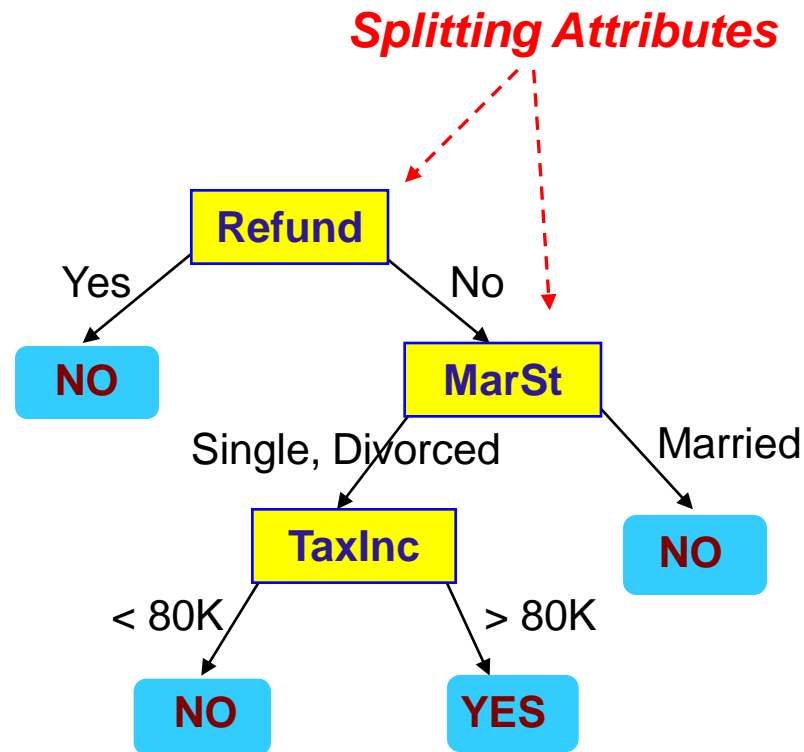 Splitting Attributes
Refund
Yes
No
NO
MarSt
Single, Divorced
Married
TaxInc
NO
< 80K
> 80K
NO
YES